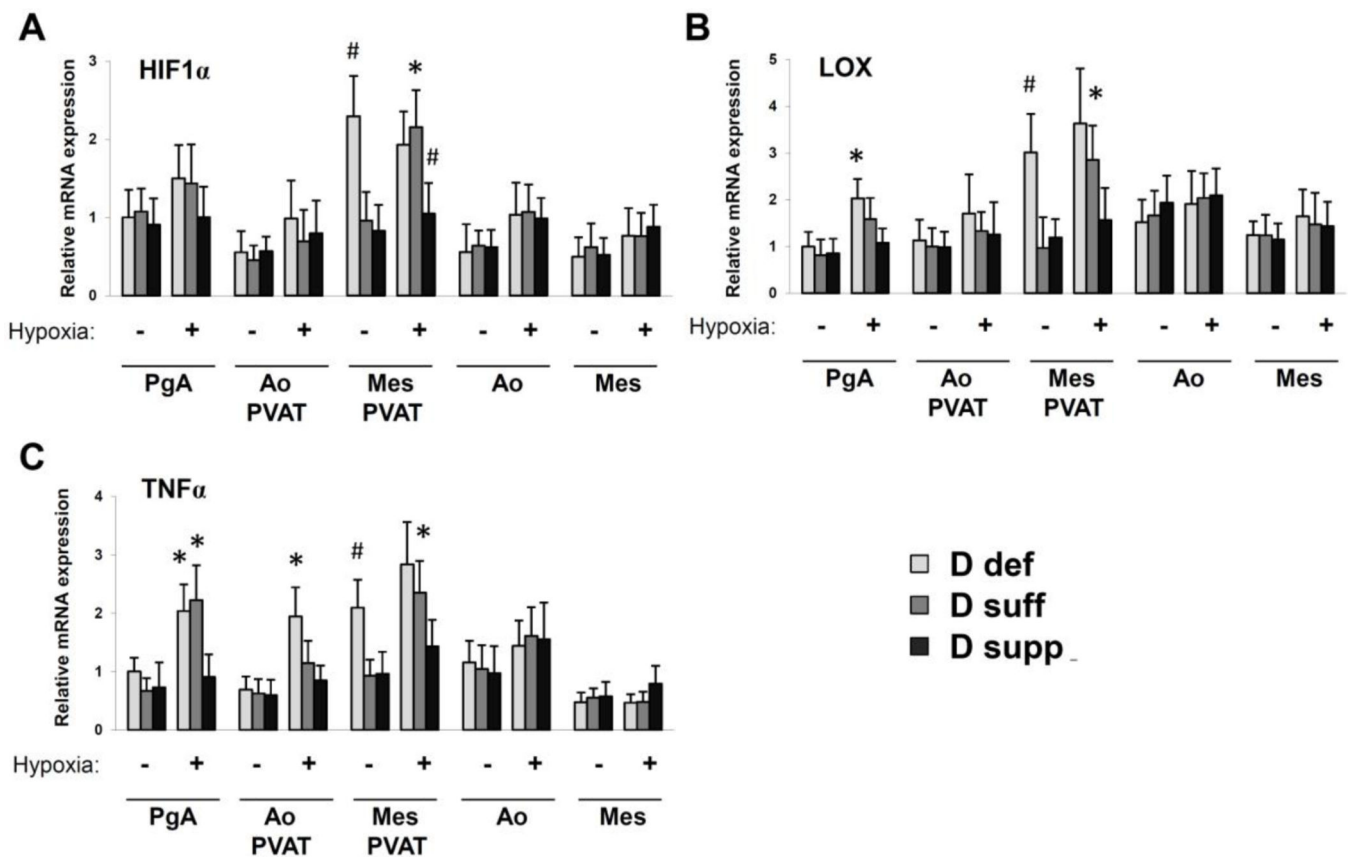 A
HIF1α
Relative mRNA expression
3
2
1
0
#
*
#
Hypoxia: - + - + - + - + - +
PgA Ao Mes Ao Mes
PVAT PVAT
B
LOX
Relative mRNA expression
5
4
3
2
1
0
*
#
*
- + - + - + - + - +
PgA Ao Mes Ao Mes
PVAT PVAT
C
TNFα
Relative mRNA expression
4
3
2
1
0
* * * # *
Hypoxia: - + - + - + - + - +
PgA Ao Mes Ao Mes
PVAT PVAT
D def
D suff
D supp